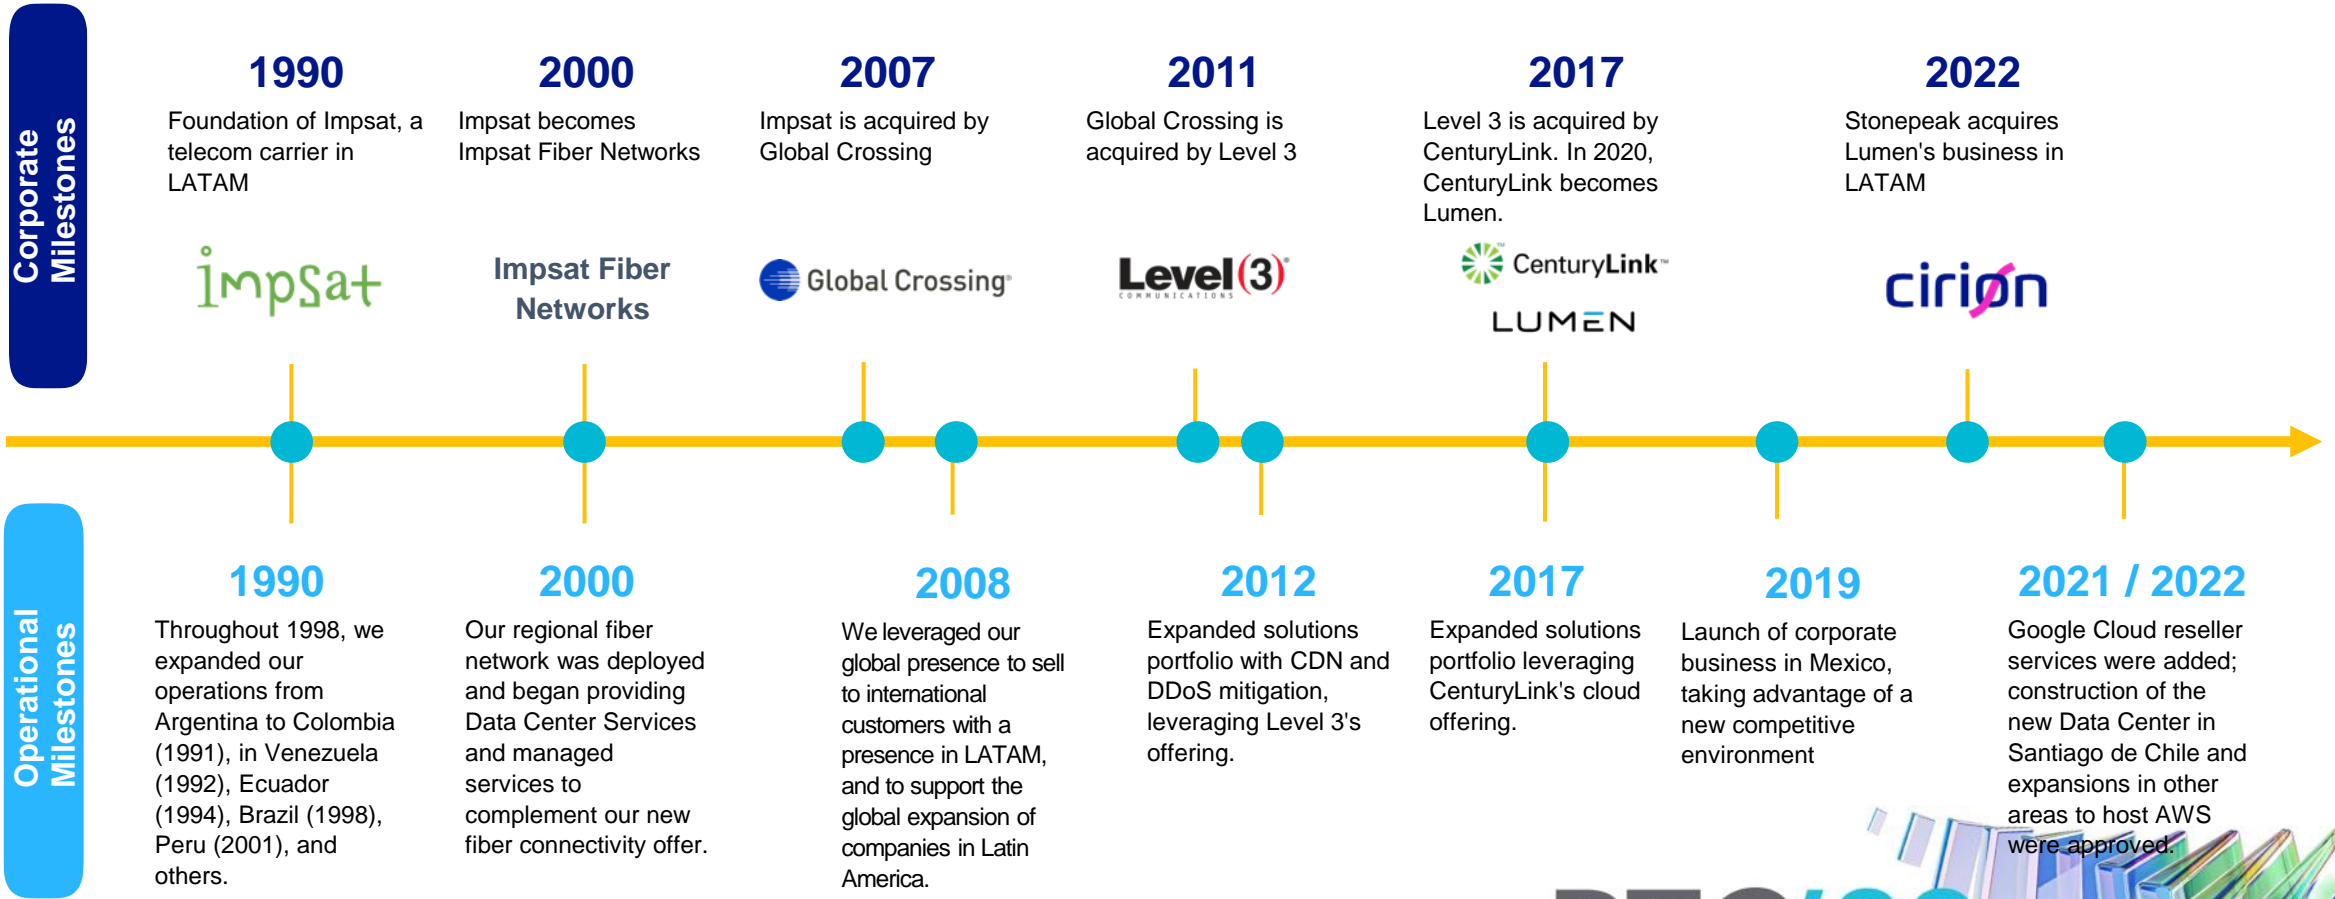 Corporate
Milestones
1990
Foundation of Impsat, a
telecom carrier in
LATAM
impsat
2000
Impsat becomes
Impsat Fiber Networks
Impsat Fiber
Networks
2007
Impsat is acquired by
Global Crossing
Global Crossing®
2011
Global Crossing is
acquired by Level 3
Level(3)®
COMMUNICATIONS
2017
Level 3 is acquired by
CenturyLink. In 2020,
CenturyLink becomes
Lumen.
CenturyLink™
LUMEN
2022
Stonepeak acquires
Lumen's business in
LATAM
cirion
Operational
Milestones
1990
Throughout 1998, we
expanded our
operations from
Argentina to Colombia
(1991), in Venezuela
(1992), Ecuador
(1994), Brazil (1998),
Peru (2001), and
others.
2000
Our regional fiber
network was deployed
and began providing
Data Center Services
and managed
services to
complement our new
fiber connectivity offer.
2008
We leveraged our
global presence to sell
to international
customers with a
presence in LATAM,
and to support the
global expansion of
companies in Latin
America.
2012
Expanded solutions
portfolio with CDN and
DDoS mitigation,
leveraging Level 3's
offering.
2017
Expanded solutions
portfolio leveraging
CenturyLink's cloud
offering.
2019
Launch of corporate
business in Mexico,
taking advantage of a
new competitive
environment
2021 / 2022
Google Cloud reseller
services were added;
construction of the
new Data Center in
Santiago de Chile and
expansions in other
areas to host AWS
were approved.